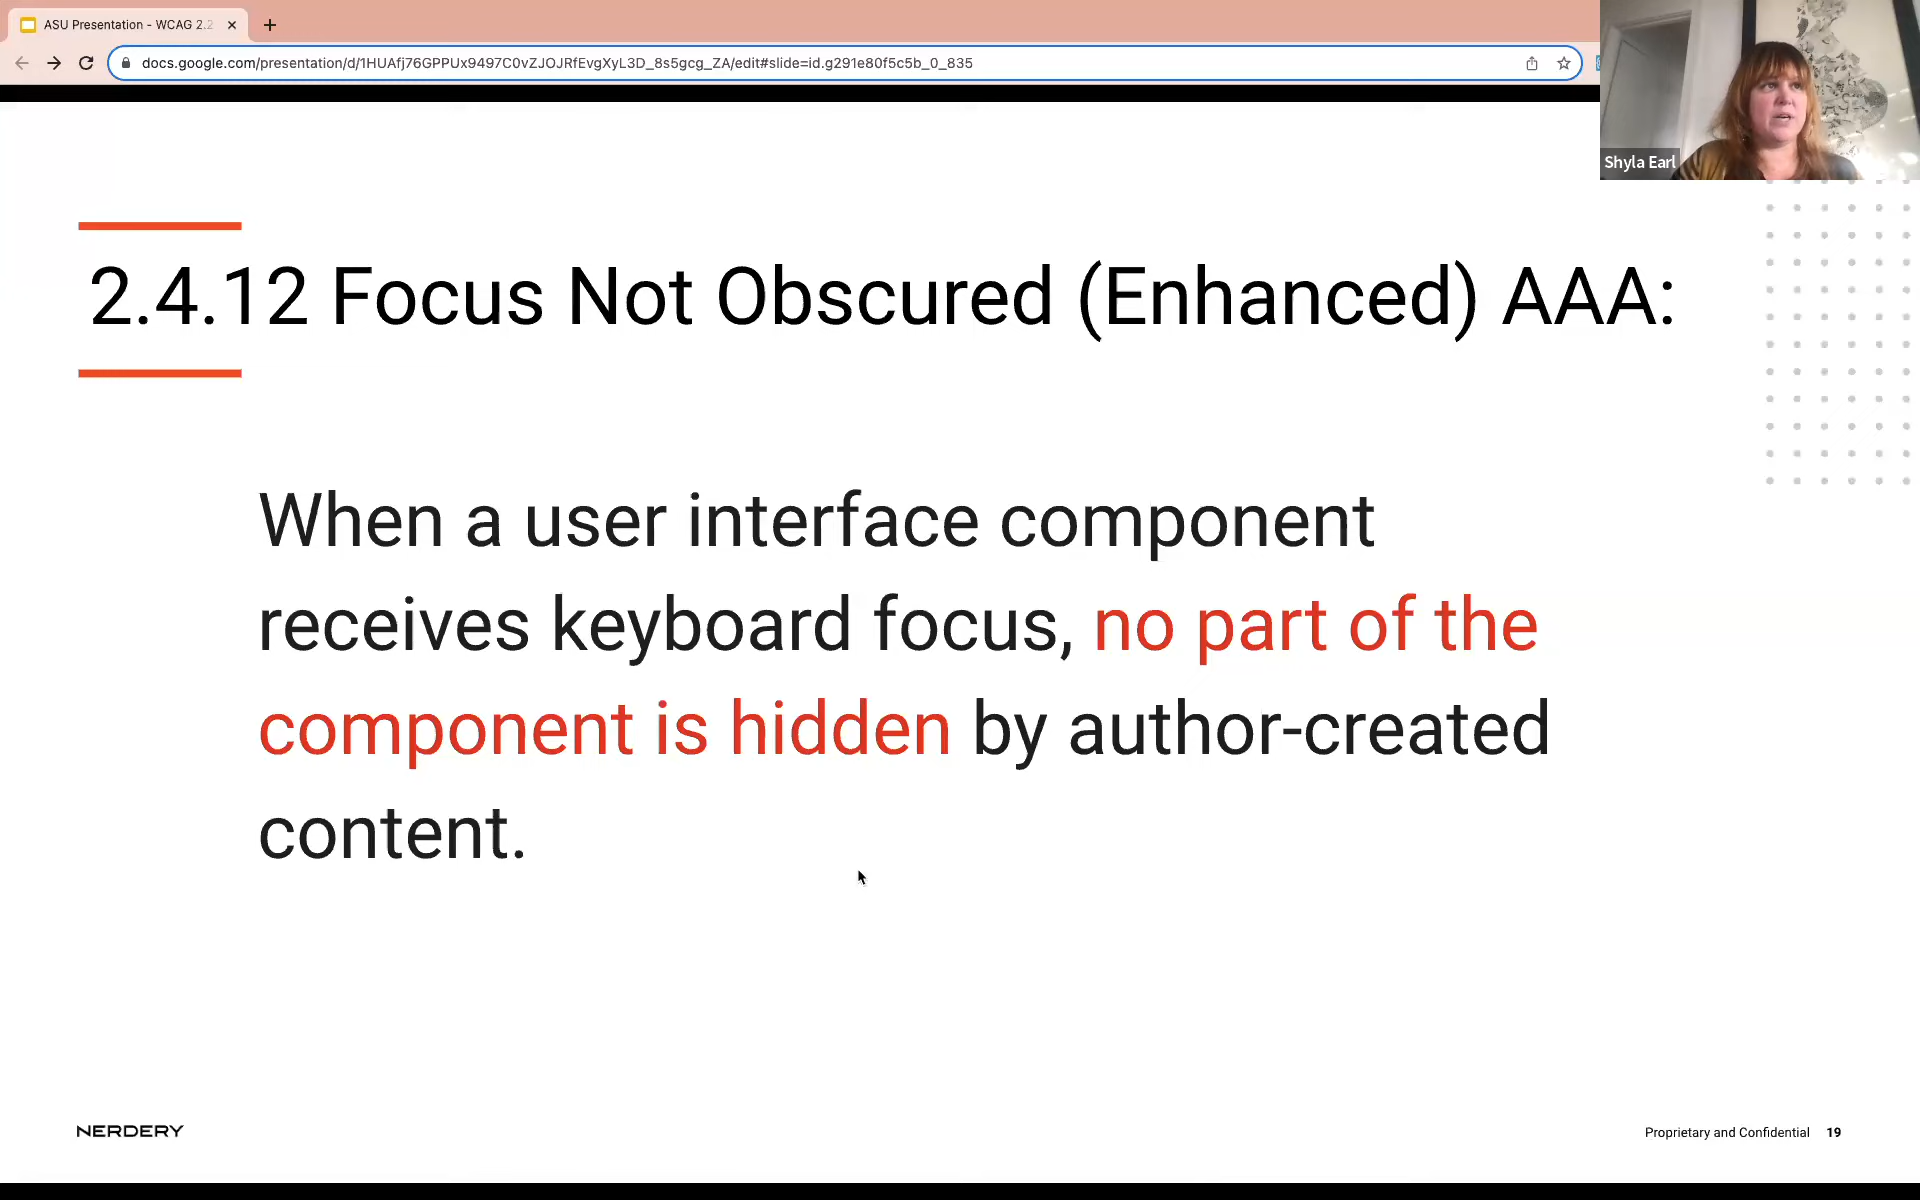 ASU Presentation - WCAG 2.2
docs.google.com/presentation/d/1HUAfj76GPPUx9497C0vZJOJRfEvgXyL3D_8s5gcg_ZA/edit#slide=id.g291e80f5c5b_0_835
Shyla Earl
2.4.12 Focus Not Obscured (Enhanced) AAA:
When a user interface component
receives keyboard focus, no part of the
component is hidden by author-created
content.
NERDERY
Proprietary and Confidential 19